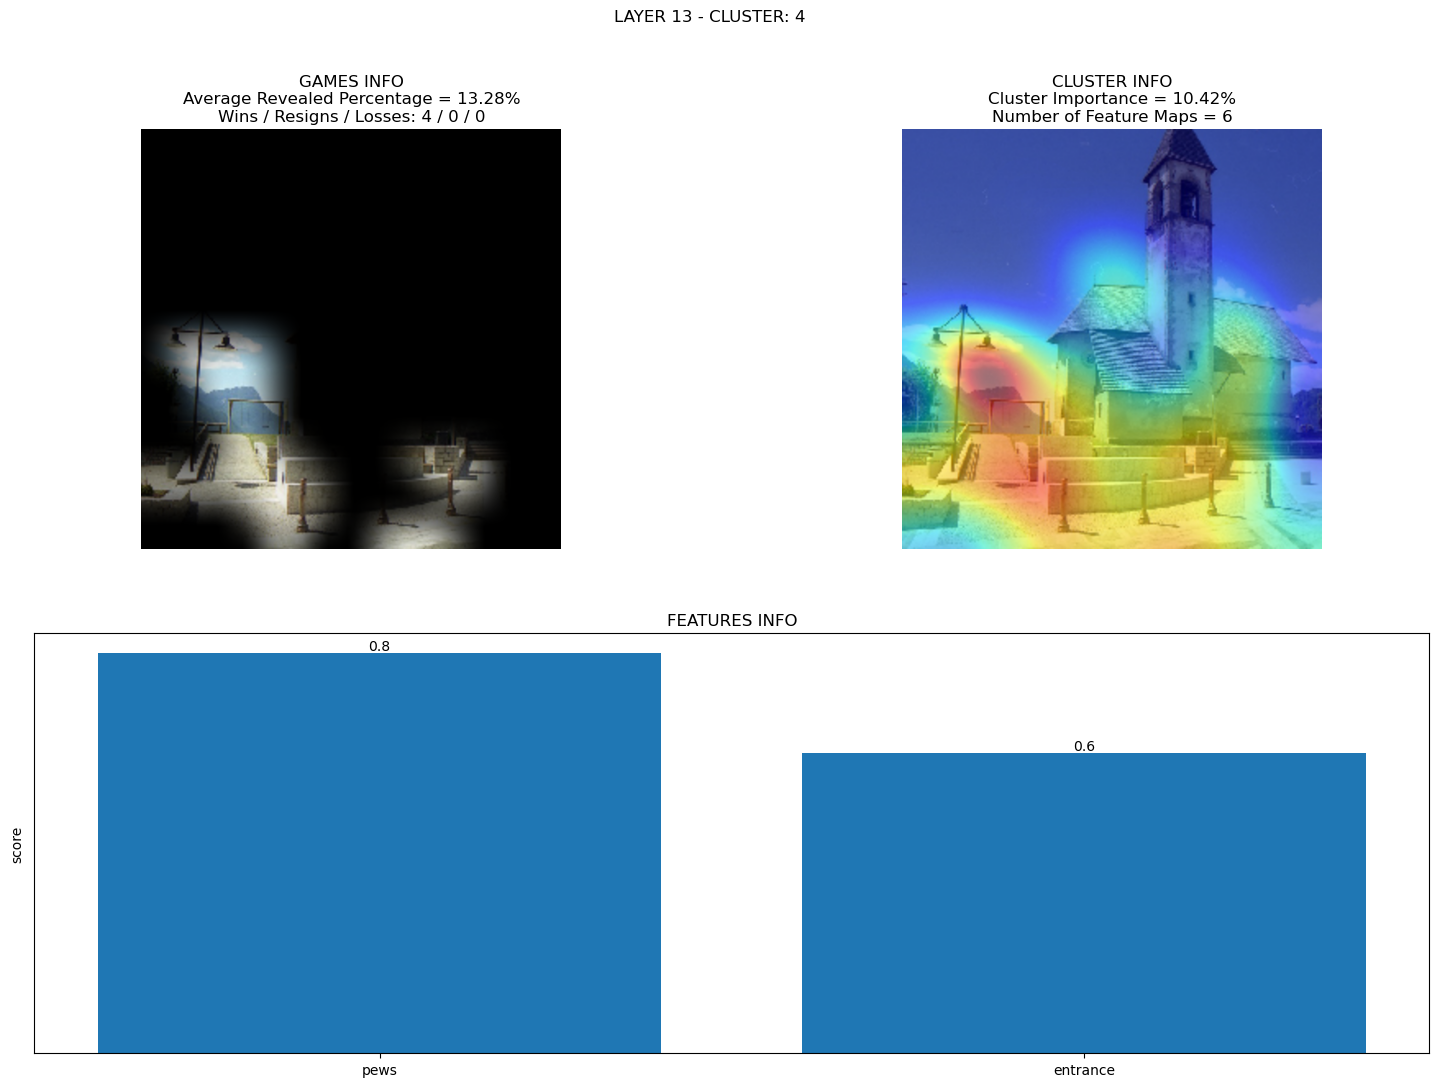 LAYER 13 - CLUSTER: 4
GAMES INFO
Average Revealed Percentage = 13.28%
Wins / Resigns / Losses: 4 / 0 / 0
CLUSTER INFO
Cluster Importance = 10.42%
Number of Feature Maps = 6
FEATURES INFO
0.8
0.6
score
pews
entrance